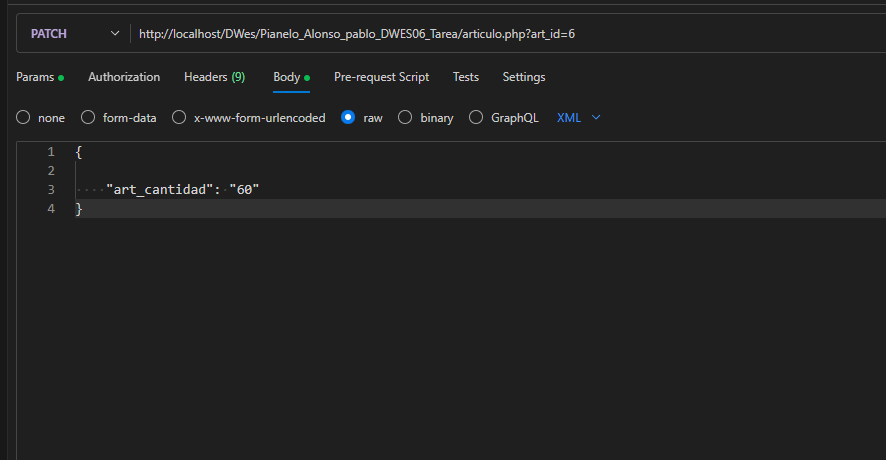 PATCH http://localhost/DWes/Pianelo_Alonso_pablo_DWES06_Tarea/articulo.php?art_id=6
Params Authorization Headers (9) Body Pre-request Script Tests Settings
none form-data x-www-form-urlencoded raw binary GraphQL XML
1 {
2
3 "art_cantidad": "60"
4 }